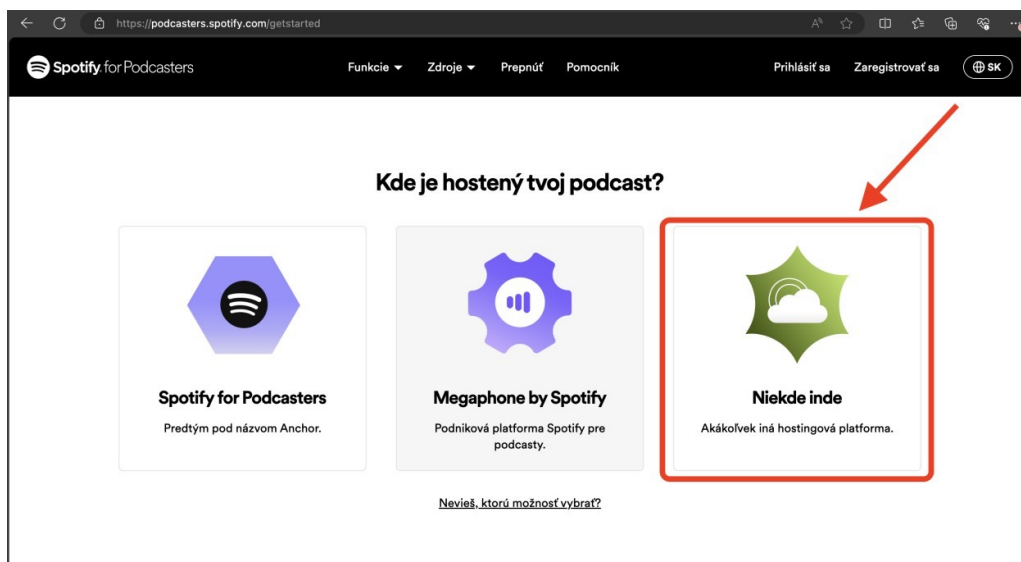 https://podcasters.spotify.com/getstarted
Spotify for Podcasters
Funkcie
Zdroje
Prepnúť
Pomocník
Prihlásiť sa
Zaregistrovať sa
SK
Kde je hostený tvoj podcast?
Spotify for Podcasters
Predtým pod názvom Anchor.
Megaphone by Spotify
Podniková platforma Spotify pre
podcasty.
Niekde inde
Akákoľvek iná hostingová platforma.
Nevieš, ktorú možnosť vybrať?